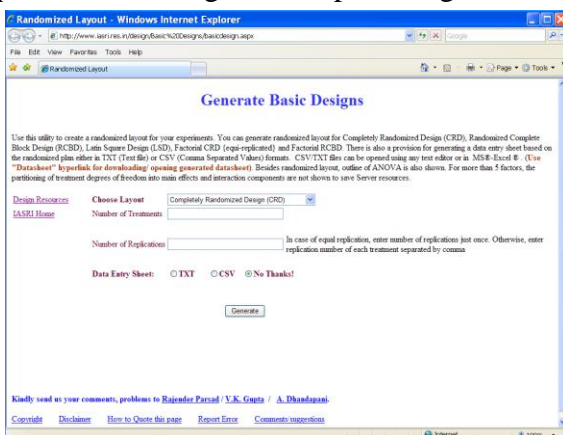 Randomized Layout - Windows Internet Explorer
http://www.iasri.res.in/design/Basic%20Designs/basicdesign.aspx
Google
File Edit View Favorites Tools Help
Randomized Layout
Page Tools
Generate Basic Designs
Use this utility to create a randomized layout for your experiments. You can generate randomized layout for Completely Randomized Design (CRD), Randomized Complete
Block Design (RCBD), Latin Square Design (LSD), Factorial CRD {equi-replicated} and Factorial RCBD. There is also a provision for generating a data entry sheet based on
the randomized plan either in TXT (Text file) or CSV (Comma Separated Values) formats. CSV/TXT files can be opened using any text editor or in MS®-Excel ®. (Use
"Datasheet" hyperlink for downloading/ opening generated datasheet). Besides randomized layout, outline of ANOVA is also shown. For more than 5 factors, the
partitioning of treatment degrees of freedom into main effects and interaction components are not shown to save Server resources.
Design Resources Choose Layout Completely Randomized Design (CRD)
IASRI Home Number of Treatments
Number of Replications In case of equal replication, enter number of replications just once. Otherwise, enter
replication number of each treatment separated by comma
Data Entry Sheet: TXT CSV No Thanks!
Generate
Kindly send us your comments, problems to Rajender Parsad / V.K. Gupta / A. Dhandapani.
Copyright Disclaimer How to Quote this page Report Error Comments/suggestions
Internet 100%